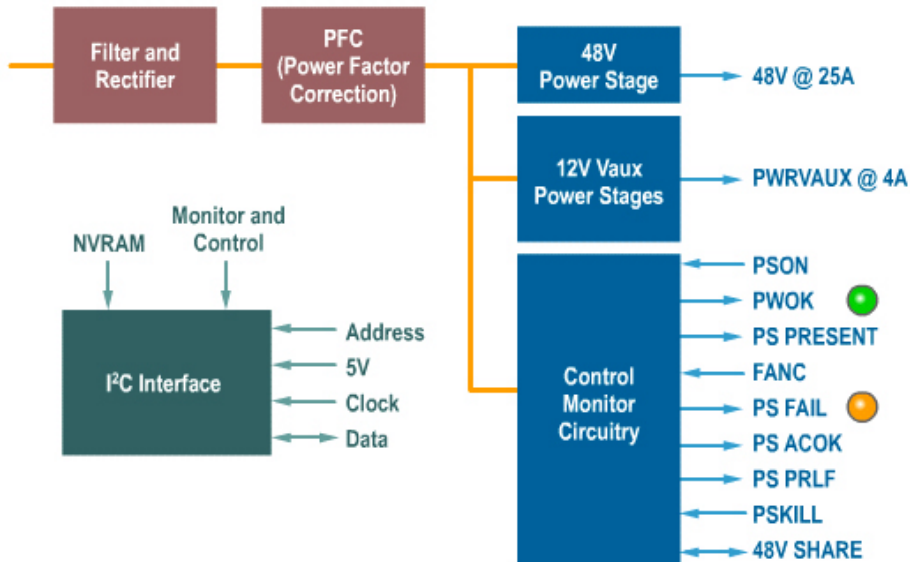 Filter and
Rectifier
PFC
(Power Factor
Correction)
48V
Power Stage
48V @ 25A
12V Vaux
Power Stages
PWRVAUX @ 4A
Monitor and
Control
NVRAM
I²C Interface
Address
5V
Clock
Data
Control
Monitor
Circuitry
PSON
PWOK
PS PRESENT
FANC
PS FAIL
PS ACOK
PS PRLF
PSKILL
48V SHARE